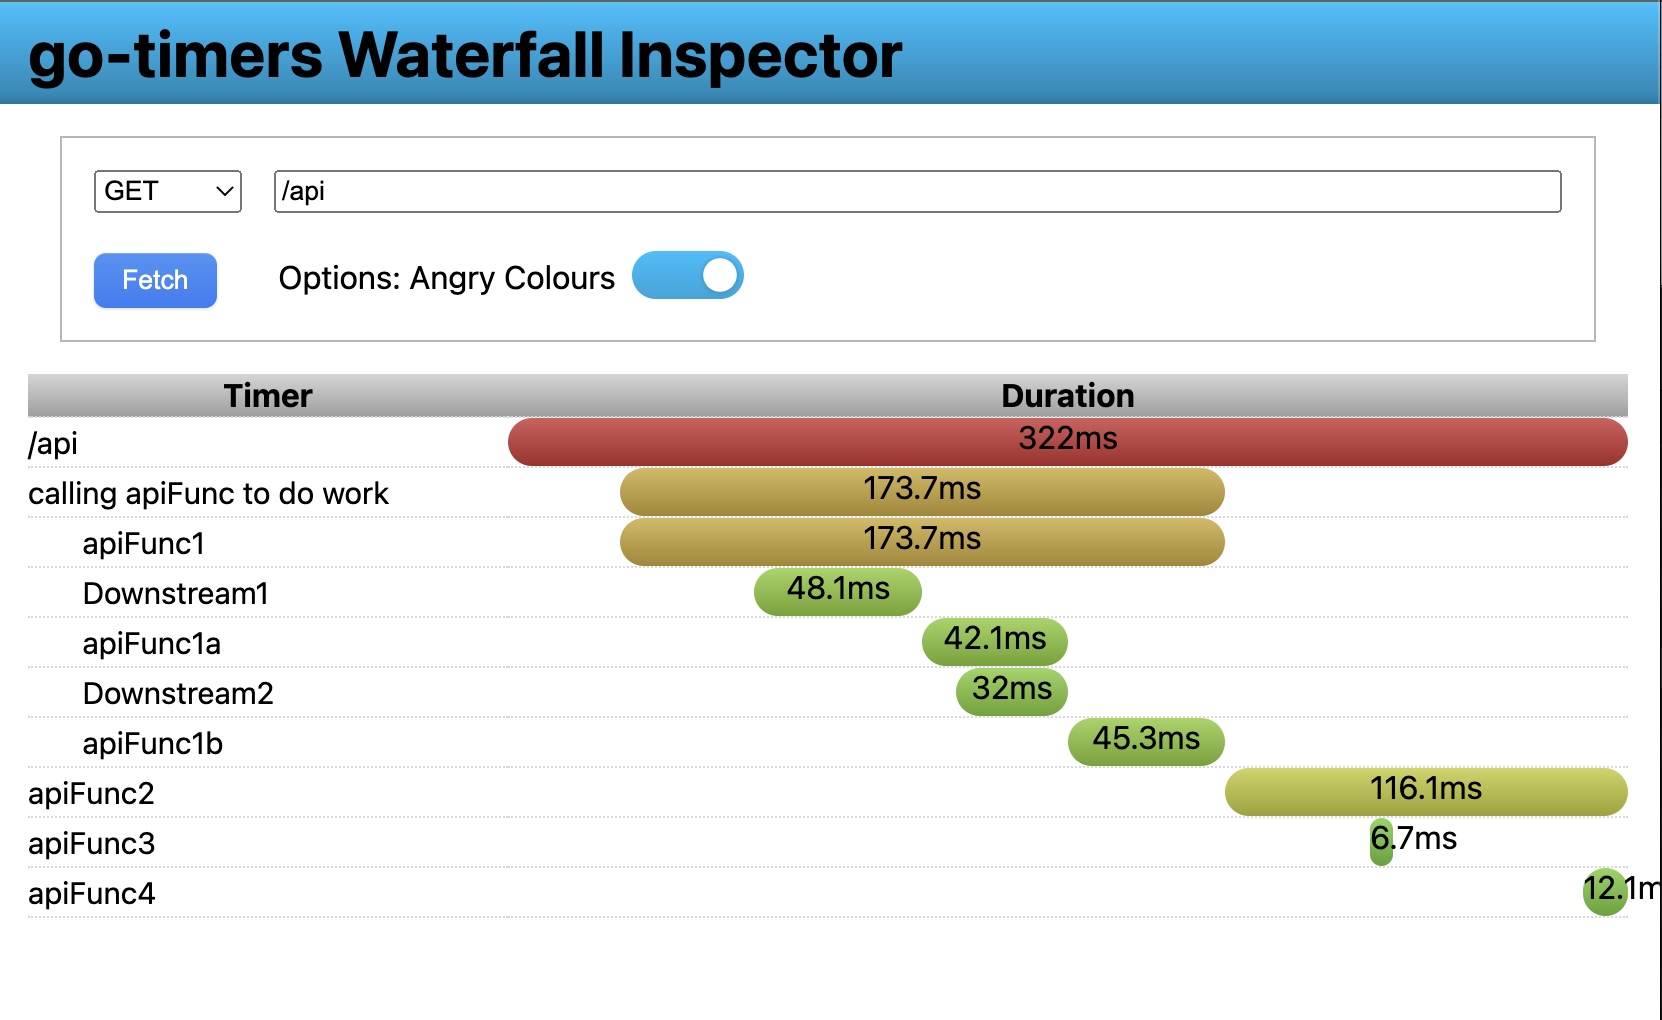 go-timers Waterfall Inspector
GET /api
Fetch Options: Angry Colours
Timer Duration
/api 322ms
calling apiFunc to do work 173.7ms
apiFunc1 173.7ms
Downstream1 48.1ms
apiFunc1a 42.1ms
Downstream2 32ms
apiFunc1b 45.3ms
apiFunc2 116.1ms
apiFunc3 6.7ms
apiFunc4 12.1m